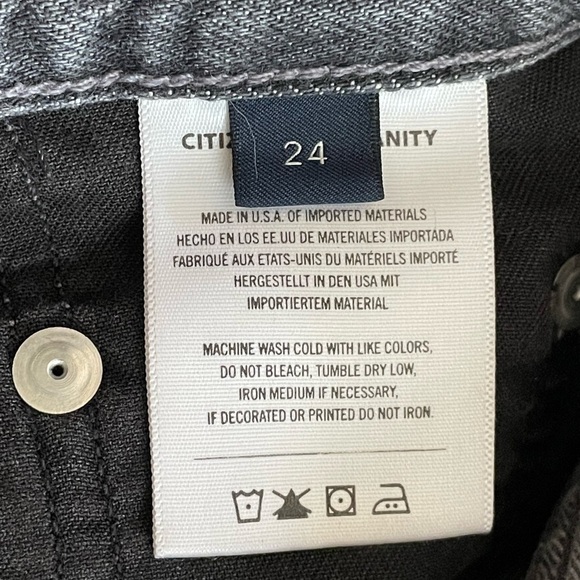 24
MADE IN U.S.A. OF IMPORTED MATERIALS
HECHO EN LOS EE.UU DE MATERIALES IMPORTADA
FABRIQUÉ AUX ETATS-UNIS DU MATÉRIELS IMPORTÉ
HERGESTELLT IN DEN USA MIT
IMPORTIERTEM MATERIAL
MACHINE WASH COLD WITH LIKE COLORS,
DO NOT BLEACH, TUMBLE DRY LOW,
IRON MEDIUM IF NECESSARY,
IF DECORATED OR PRINTED DO NOT IRON.